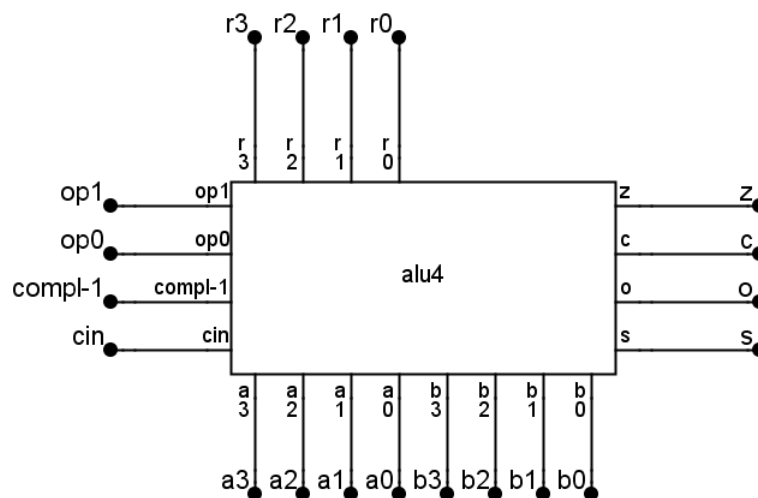 r3 r2 r1 r0
r r r r
3 2 1 0
op1 op1 z z
op0 op0 c c
alu4
compl-1 compl-1 o o
cin cin s s
a a a a b b b b
3 2 1 0 3 2 1 0
a3 a2 a1 a0 b3 b2 b1 b0